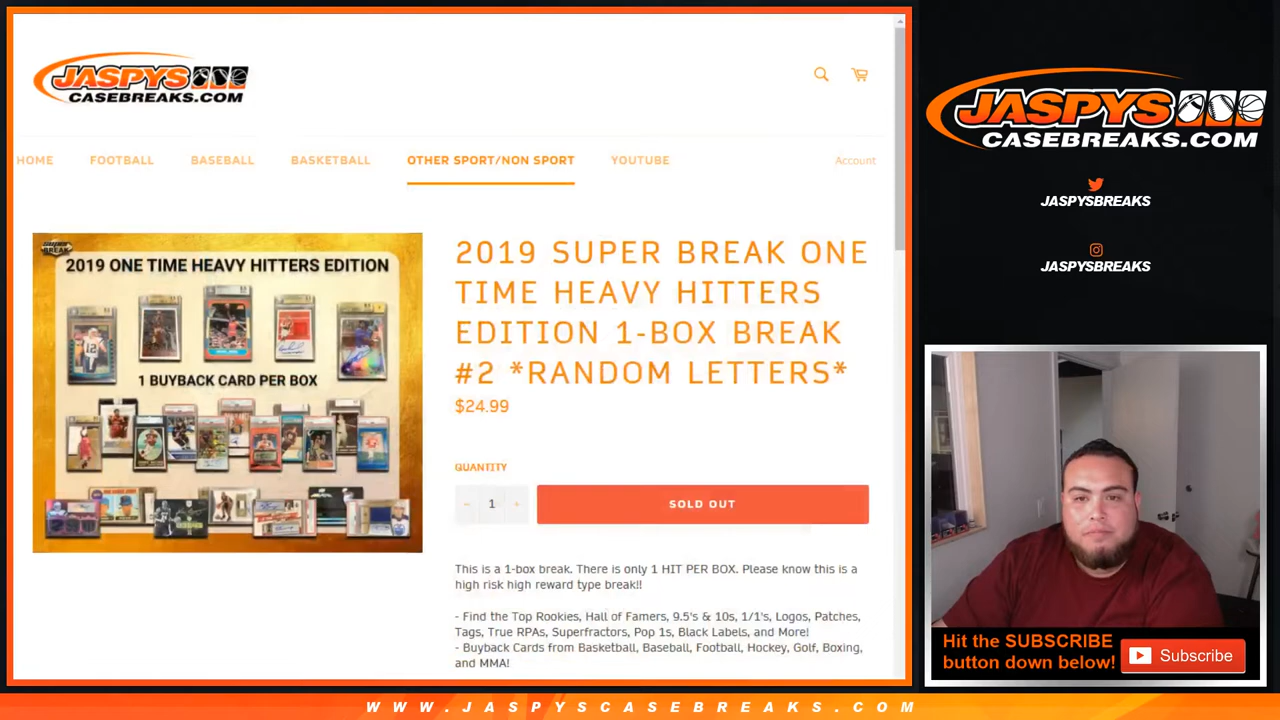 JASPYS
CASEBREAKS.COM
HOME
FOOTBALL
BASEBALL
BASKETBALL
OTHER SPORT/NON SPORT
YOUTUBE
Account
BREAK
2019 ONE TIME HEAVY HITTERS EDITION
12
1 BUYBACK CARD PER BOX
2019 SUPER BREAK ONE
TIME HEAVY HITTERS
EDITION 1-BOX BREAK
#2 *RANDOM LETTERS*
$24.99
QUANTITY
− 1 +
SOLD OUT
This is a 1-box break. There is only 1 HIT PER BOX. Please know this is a
high risk high reward type break!!
- Find the Top Rookies, Hall of Famers, 9.5's & 10s, 1/1's, Logos, Patches,
Tags, True RPAs, Superfractors, Pop 1s, Black Labels, and More!
- Buyback Cards from Basketball, Baseball, Football, Hockey, Golf, Boxing,
and MMA!
JASPYS
CASEBREAKS.COM
JASPYSBREAKS
JASPYSBREAKS
Hit the SUBSCRIBE
button down below!
Subscribe
WWW.JASPYSCASEBREAKS.COM